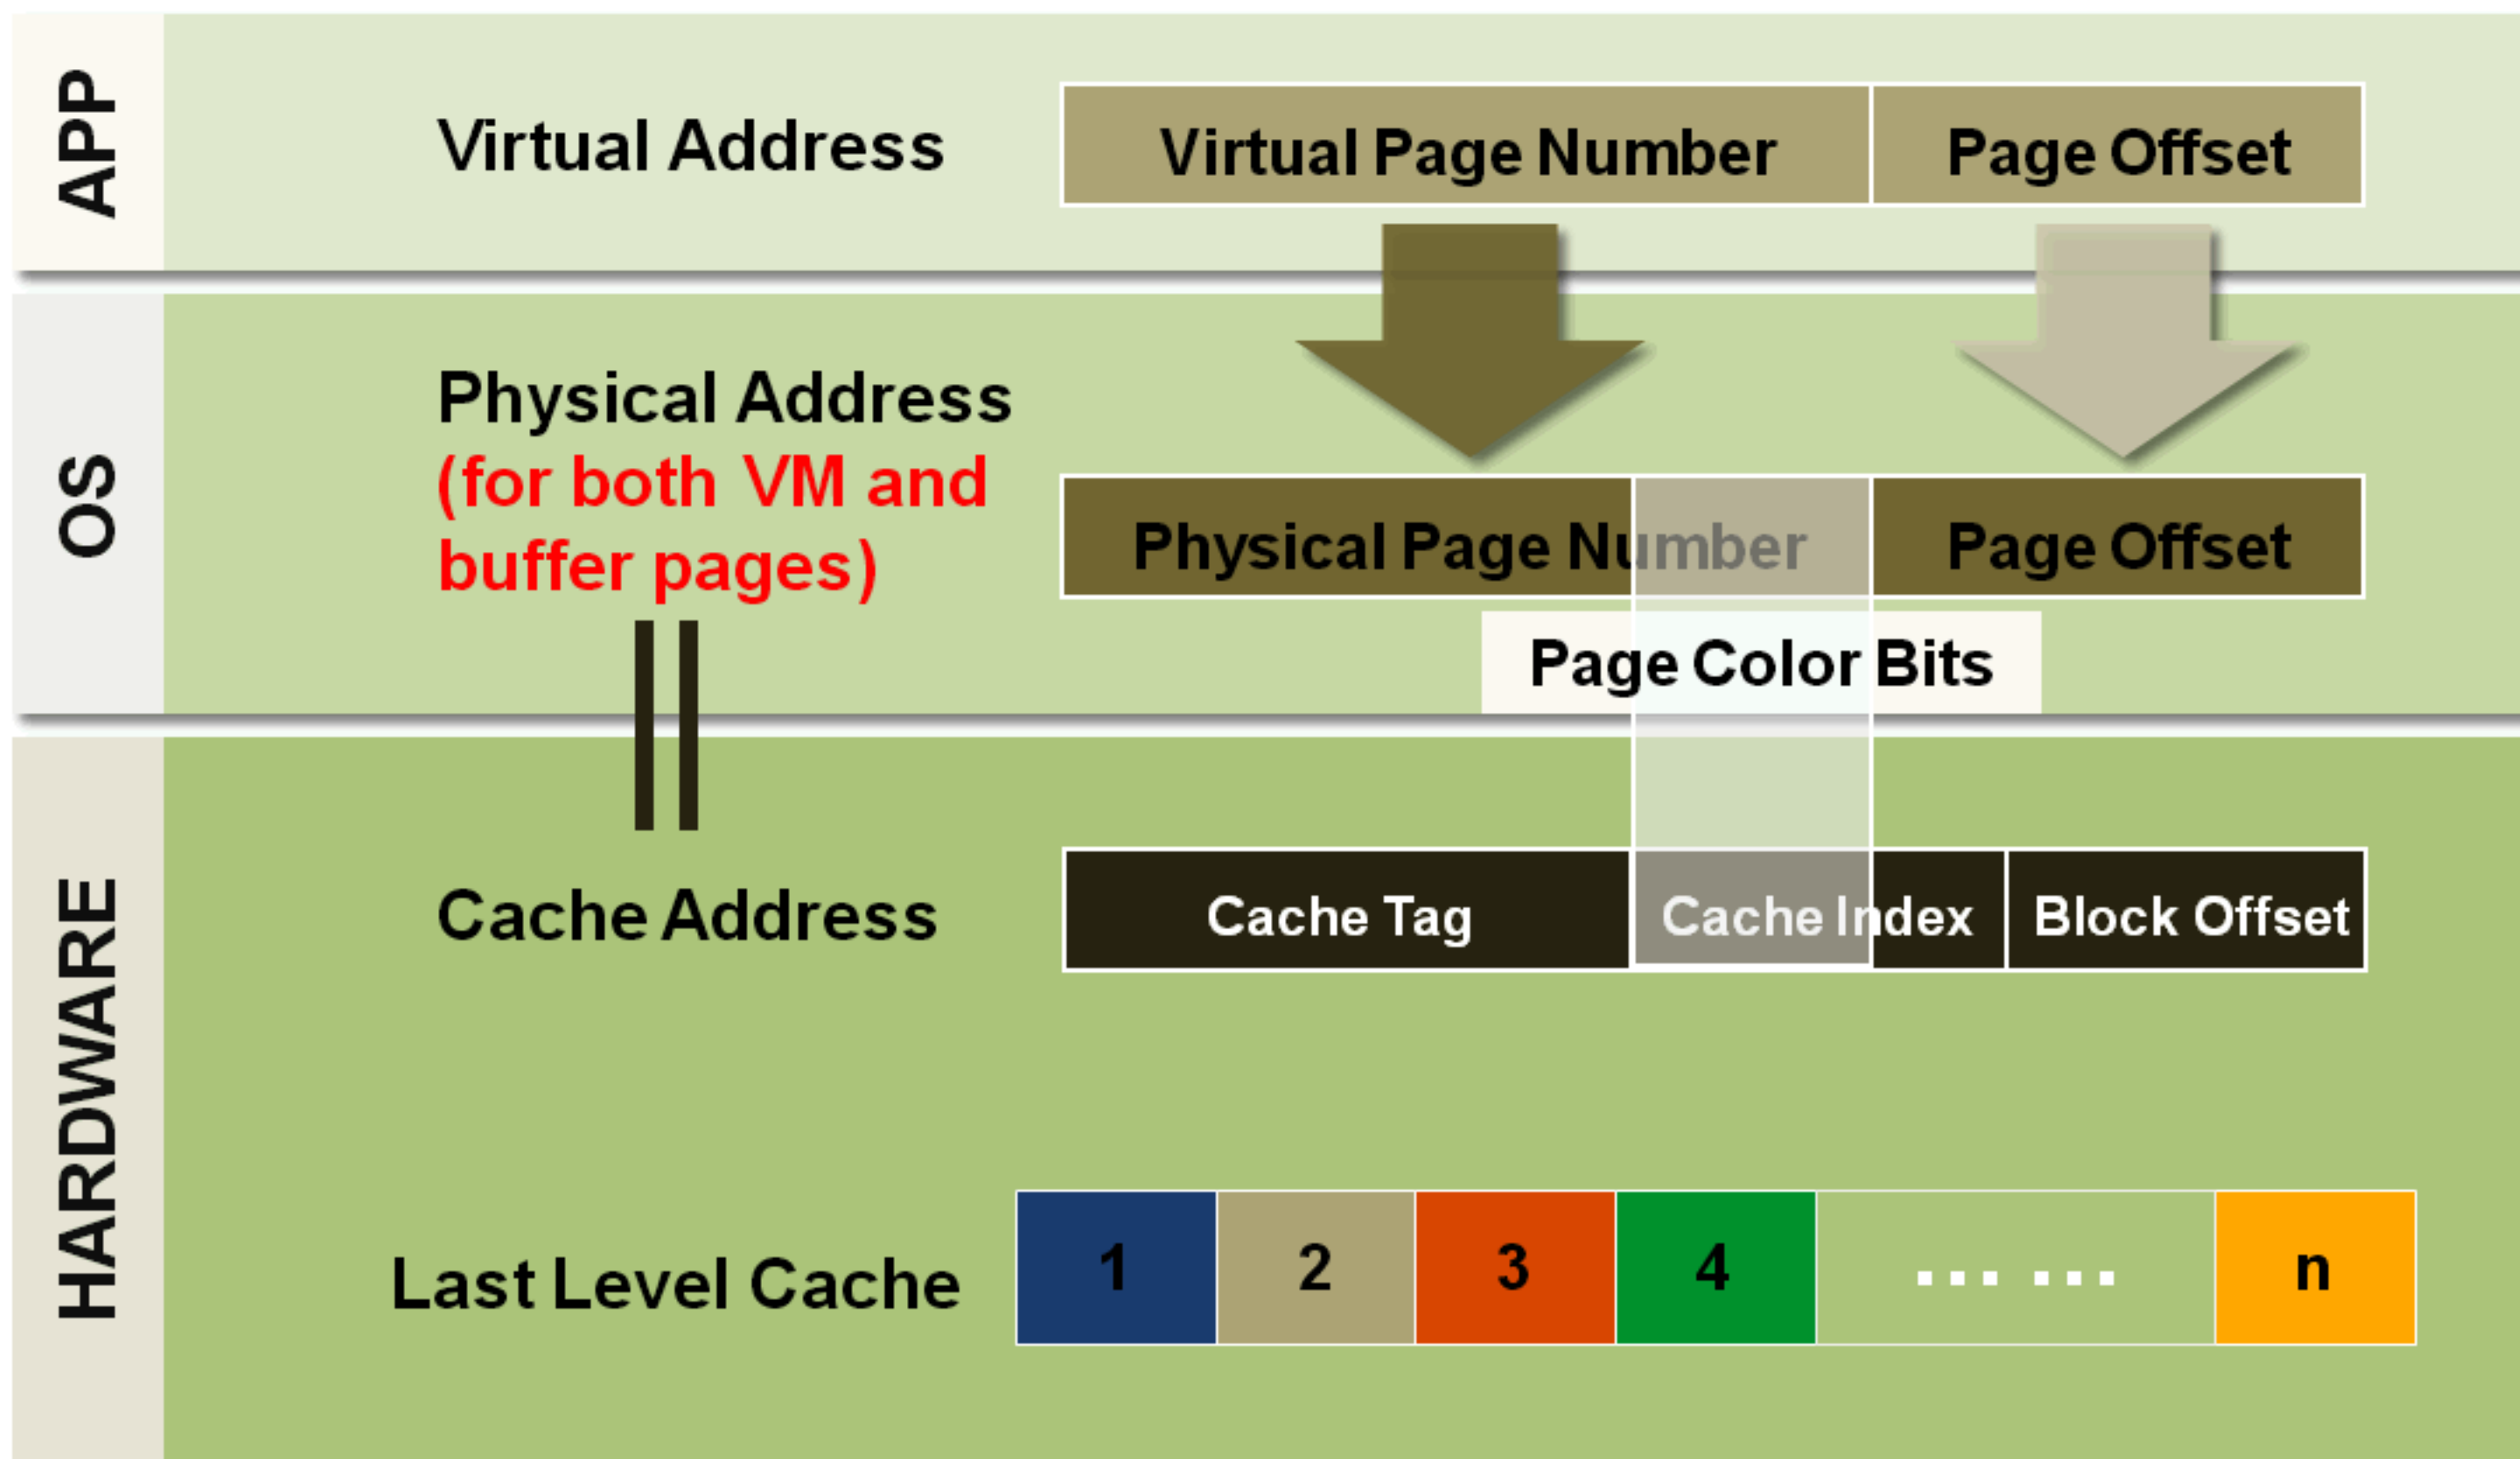 APP
Virtual Address
Virtual Page Number
Page Offset
OS
Physical Address
(for both VM and
buffer pages)
Physical Page Number
Page Offset
Page Color Bits
HARDWARE
Cache Address
Cache Tag
Cache Index
Block Offset
Last Level Cache
1
2
3
4
... ...
n